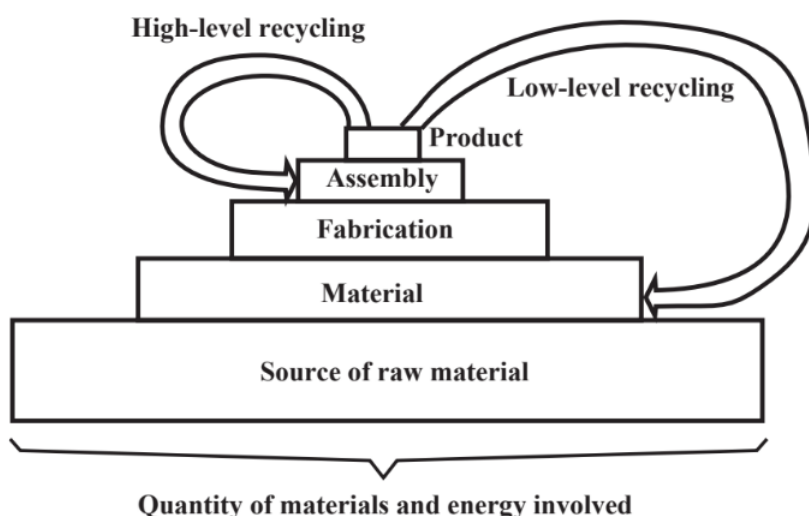 High-level recycling
Low-level recycling
Product
Assembly
Fabrication
Material
Source of raw material
Quantity of materials and energy involved